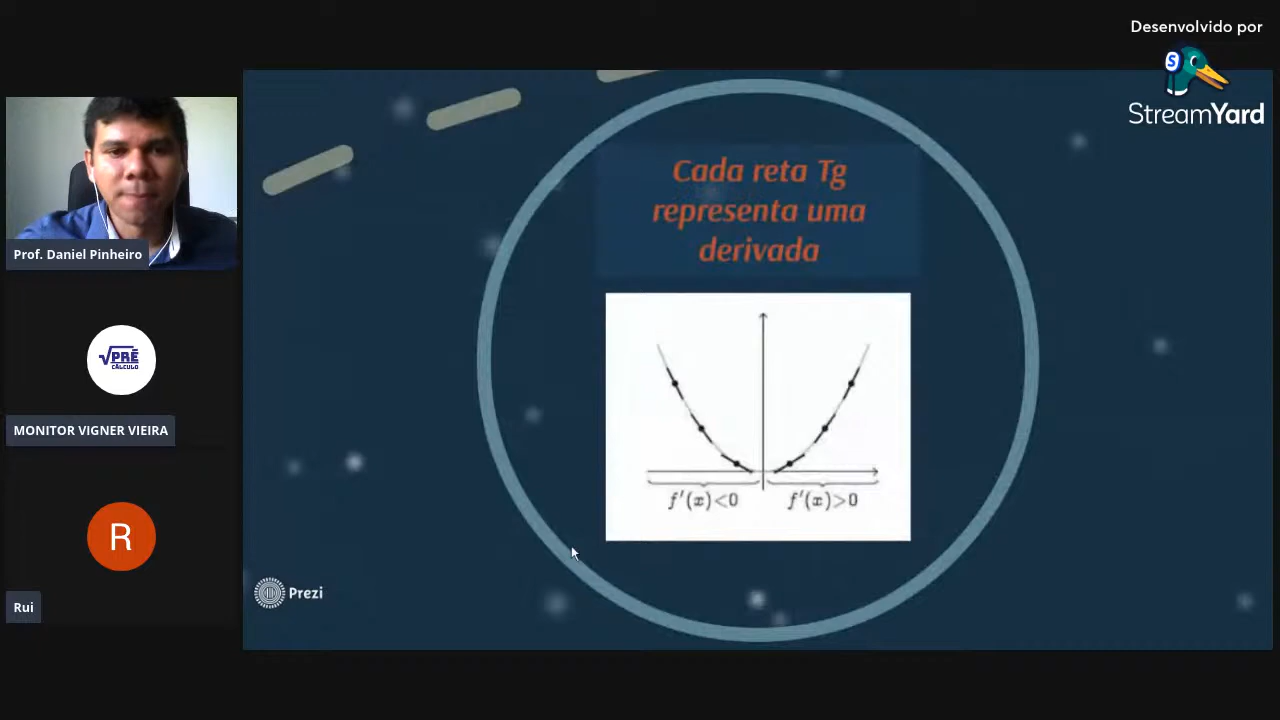 Desenvolvido por
S
StreamYard
Prof. Daniel Pinheiro
√PRÉ
CÁLCULO
MONITOR VIGNER VIEIRA
R
Rui
Cada reta Tg
representa uma
derivada
f'(x)<0
f'(x)>0
Prezi